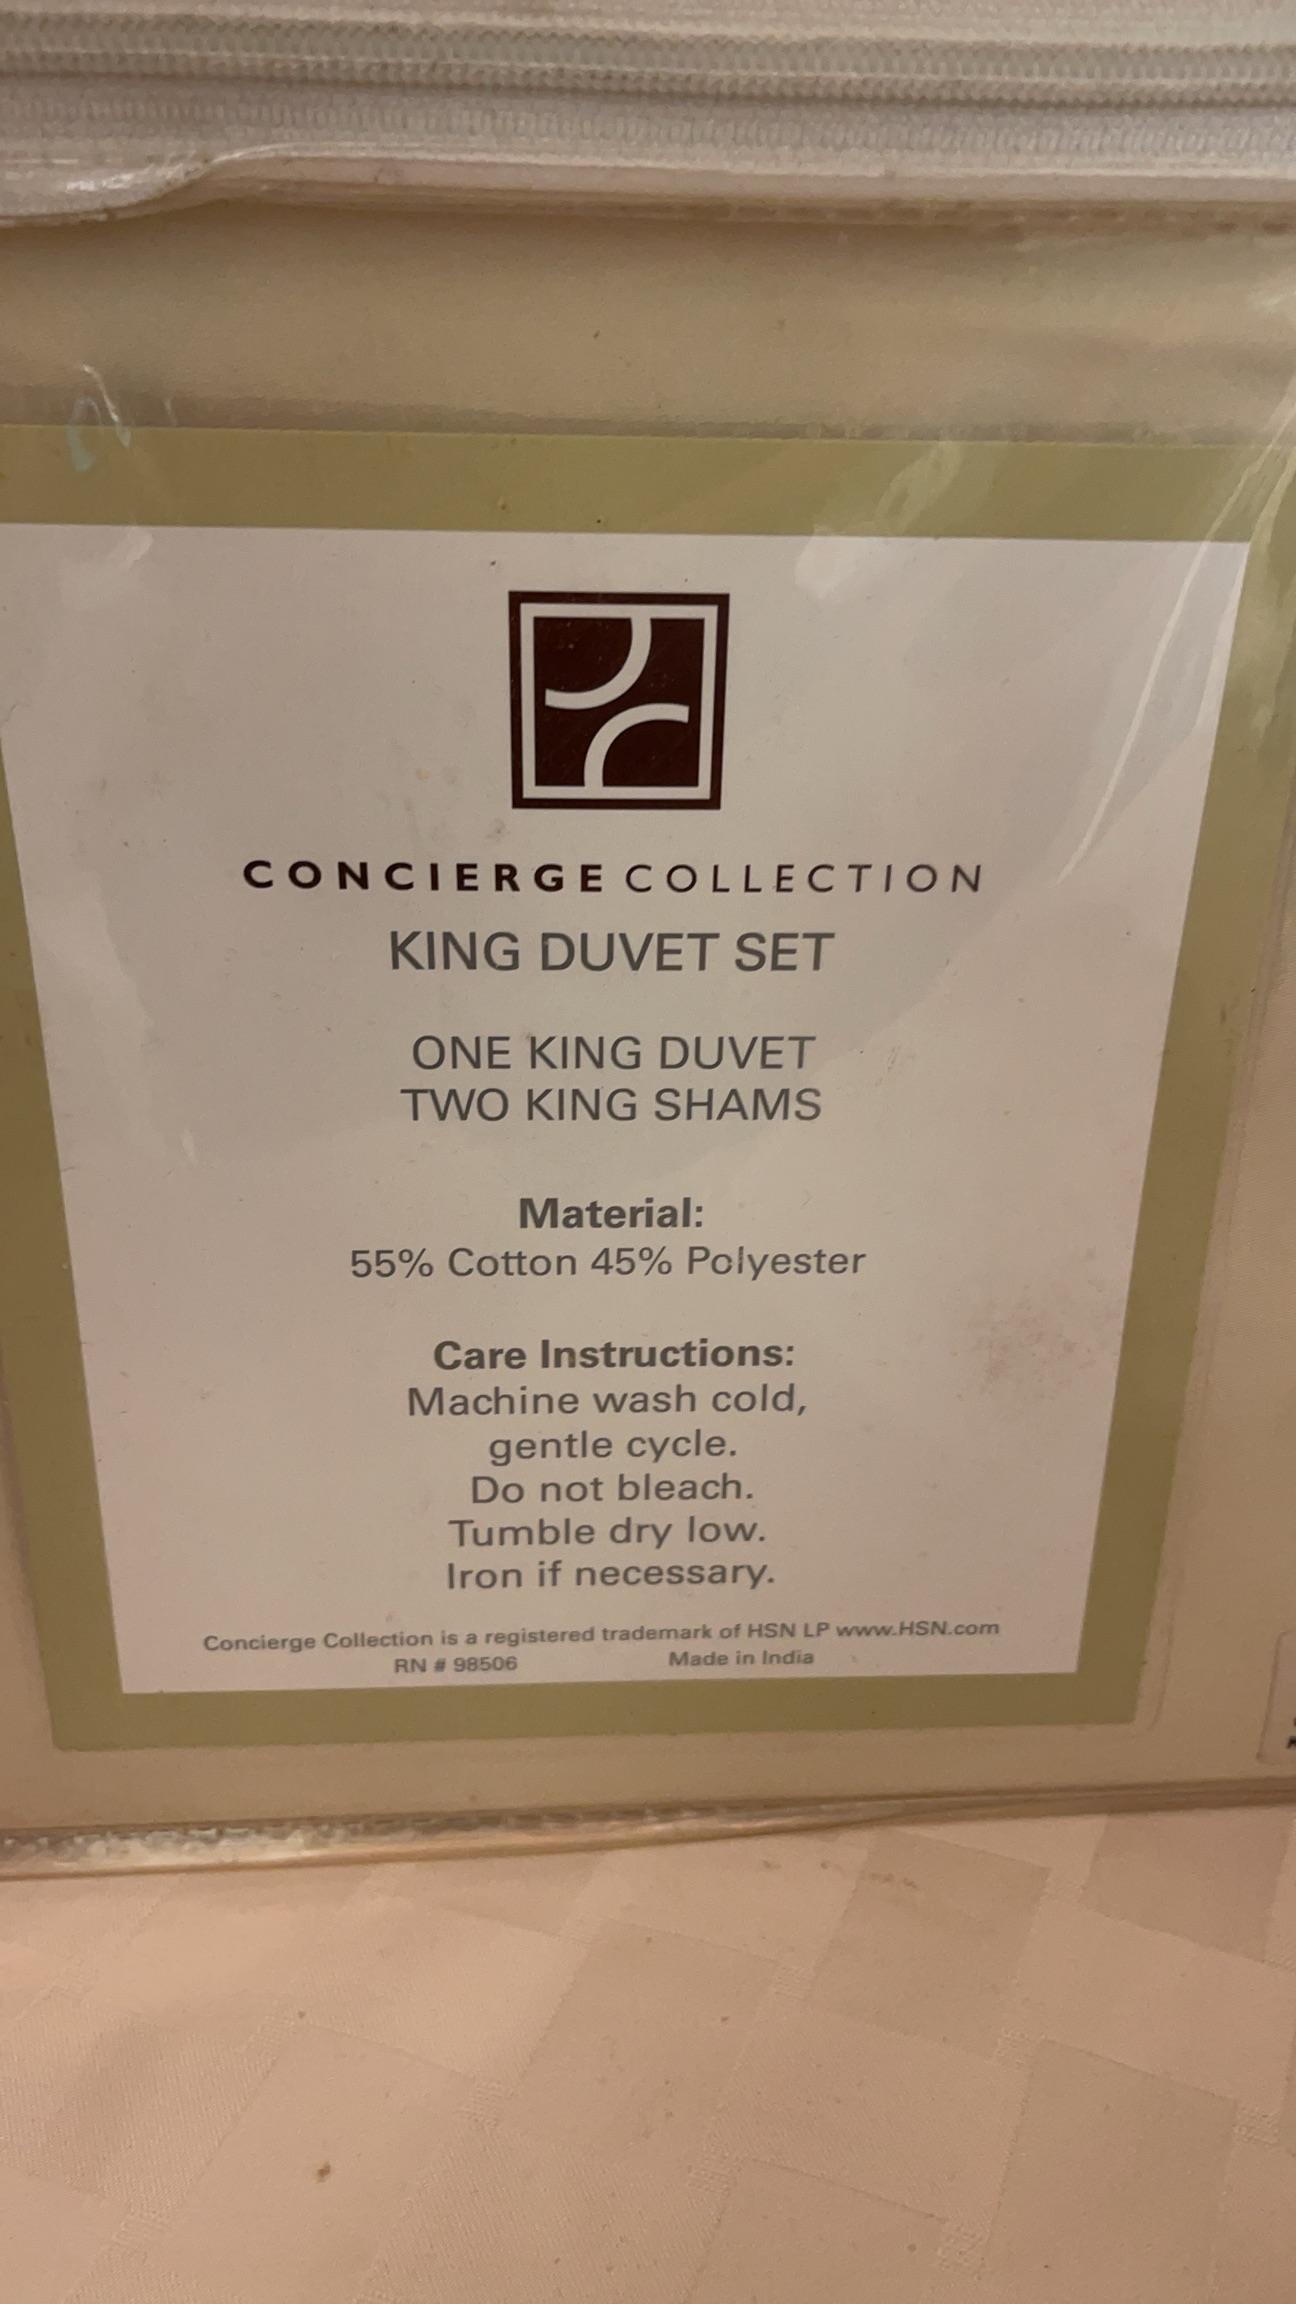 CONCIERGE COLLECTION
KING DUVET SET
ONE KING DUVET
TWO KING SHAMS
Material:
55% Cotton 45% Polyester
Care Instructions:
Machine wash cold,
gentle cycle.
Do not bleach.
Tumble dry low.
Iron if necessary.
Concierge Collection is a registered trademark of HSN LP www.HSN.com
RN # 98506 Made in India